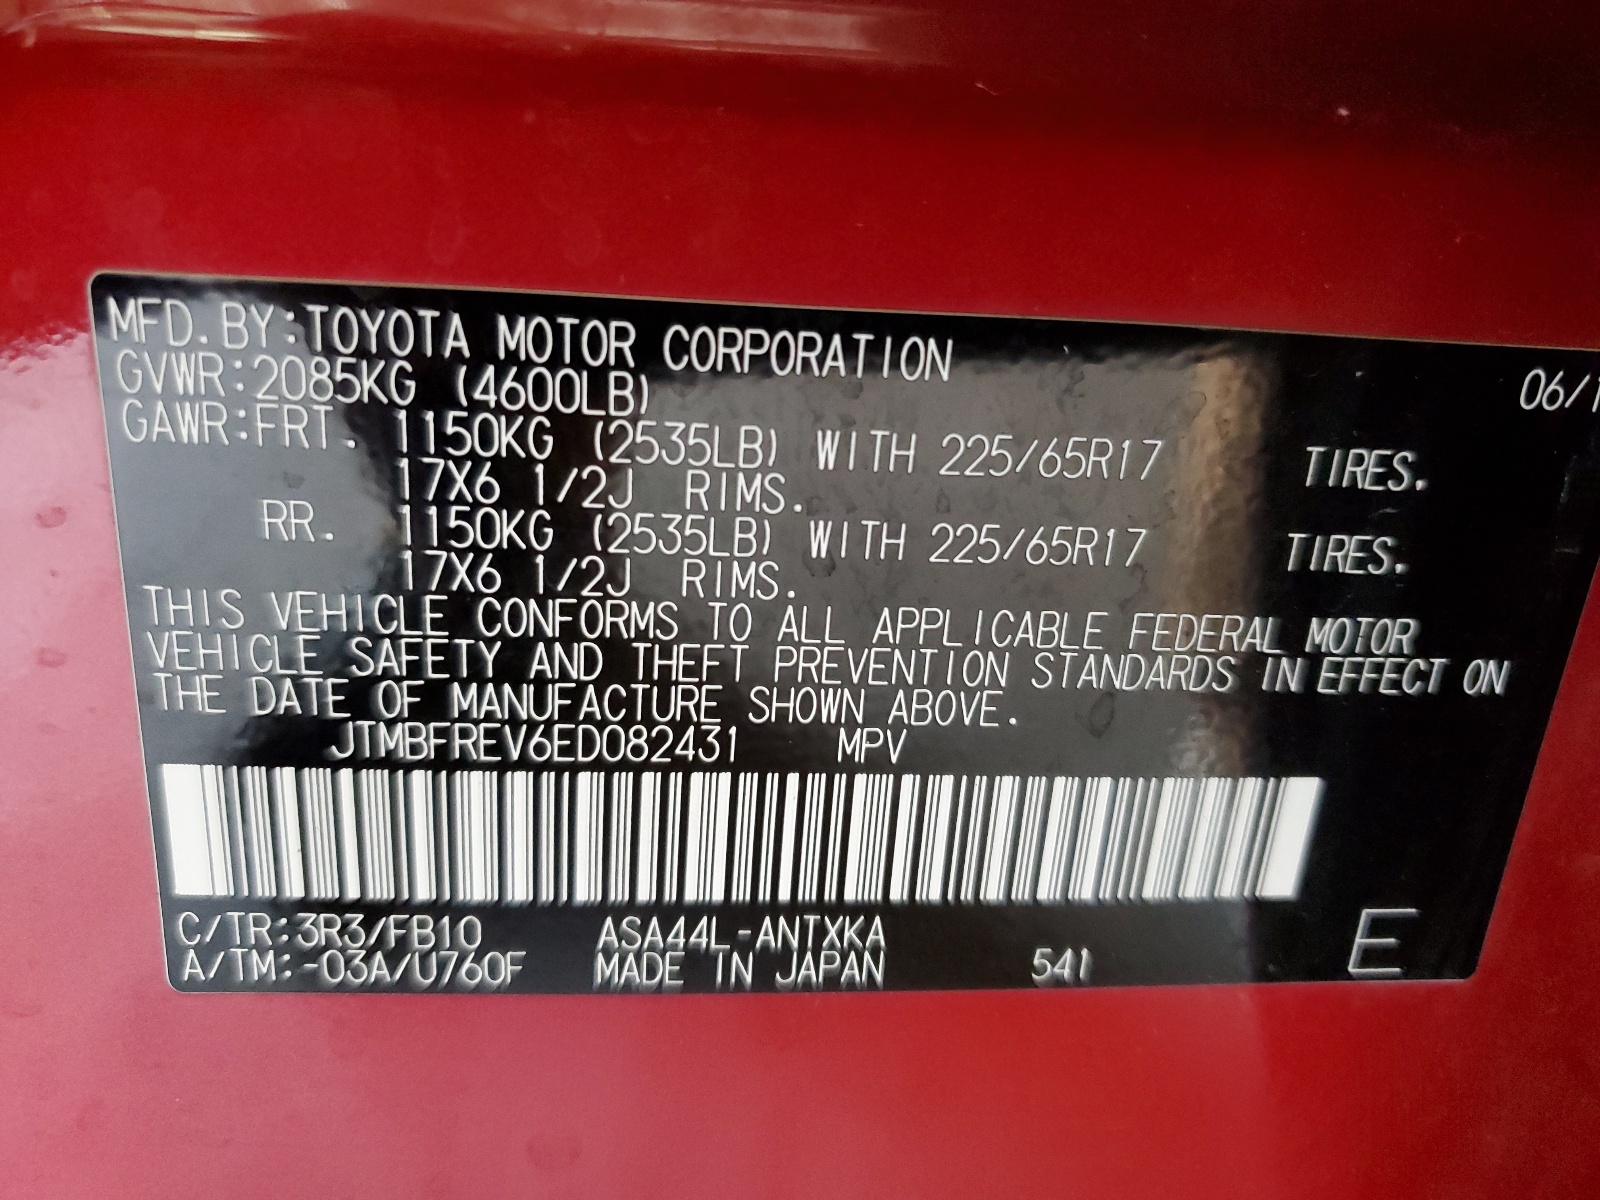 MFD. BY: TOYOTA MOTOR CORPORATION 06/1
GVWR: 2085KG (4600LB)
GAWR: FRT. 1150KG (2535LB) WITH 225/65R17 TIRES.
17X6 1/2J RIMS.
RR. 1150KG (2535LB) WITH 225/65R17 TIRES.
17X6 1/2J RIMS.
THIS VEHICLE CONFORMS TO ALL APPLICABLE FEDERAL MOTOR
VEHICLE SAFETY AND THEFT PREVENTION STANDARDS IN EFFECT ON
THE DATE OF MANUFACTURE SHOWN ABOVE.
JTMBFREV6ED082431 MPV
C/TR: 3R3/FB10 ASA44L-ANTXKA
A/TM: -03A/U760F MADE IN JAPAN 541 E